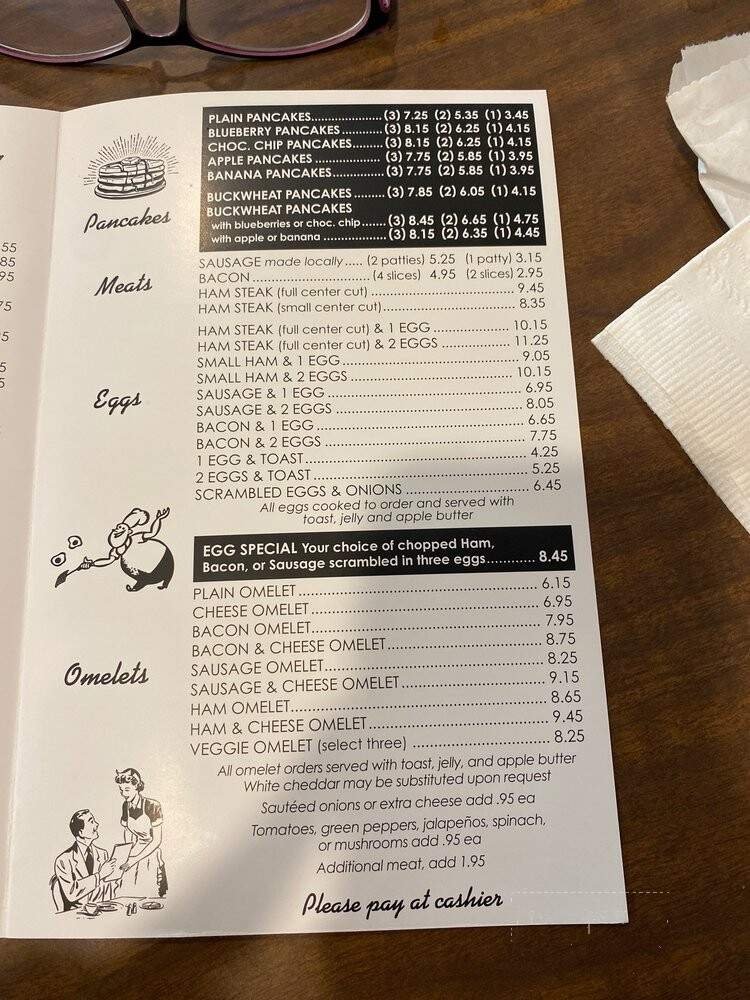 55
85
95
75
5
5
5
Pancakes
PLAIN PANCAKES.....................(3) 7.25 (2) 5.35 (1) 3.45
BLUEBERRY PANCAKES............(3) 8.15 (2) 6.25 (1) 4.15
CHOC. CHIP PANCAKES.......(3) 8.15 (2) 6.25 (1) 4.15
APPLE PANCAKES ..................(3) 7.75 (2) 5.85 (1) 3.95
BANANA PANCAKES...............(3) 7.75 (2) 5.85 (1) 3.95
BUCKWHEAT PANCAKES ........(3) 7.85 (2) 6.05 (1) 4.15
BUCKWHEAT PANCAKES
with blueberries or choc. chip.......(3) 8.45 (2) 6.65 (1) 4.75
with apple or banana ..................(3) 8.15 (2) 6.35 (1) 4.45
Meats
SAUSAGE made locally..... (2 patties) 5.25 (1 patty) 3.15
BACON ..................................(4 slices) 4.95 (2 slices) 2.95
HAM STEAK (full center cut) ................................... 9.45
HAM STEAK (small center cut)................................. 8.35
Eggs
HAM STEAK (full center cut) & 1 EGG .................... 10.15
HAM STEAK (full center cut) & 2 EGGS .................. 11.25
SMALL HAM & 1 EGG............................................ 9.05
SMALL HAM & 2 EGGS .......................................... 10.15
SAUSAGE & 1 EGG ................................................ 6.95
SAUSAGE & 2 EGGS .............................................. 8.05
BACON & 1 EGG.................................................... 6.65
BACON & 2 EGGS .................................................. 7.75
1 EGG & TOAST...................................................... 4.25
2 EGGS & TOAST.................................................... 5.25
SCRAMBLED EGGS & ONIONS ............................... 6.45
All eggs cooked to order and served with
toast, jelly and apple butter
EGG SPECIAL Your choice of chopped Ham,
Bacon, or Sausage scrambled in three eggs............ 8.45
Omelets
PLAIN OMELET....................................................... 6.15
CHEESE OMELET.................................................... 6.95
BACON OMELET.................................................... 7.95
BACON & CHEESE OMELET................................... 8.75
SAUSAGE OMELET................................................. 8.25
SAUSAGE & CHEESE OMELET................................ 9.15
HAM OMELET........................................................ 8.65
HAM & CHEESE OMELET....................................... 9.45
VEGGIE OMELET (select three) .............................. 8.25
All omelet orders served with toast, jelly, and apple butter
White cheddar may be substituted upon request
Sautéed onions or extra cheese add .95 ea
Tomatoes, green peppers, jalapeños, spinach,
or mushrooms add .95 ea
Additional meat, add 1.95
Please pay at cashier